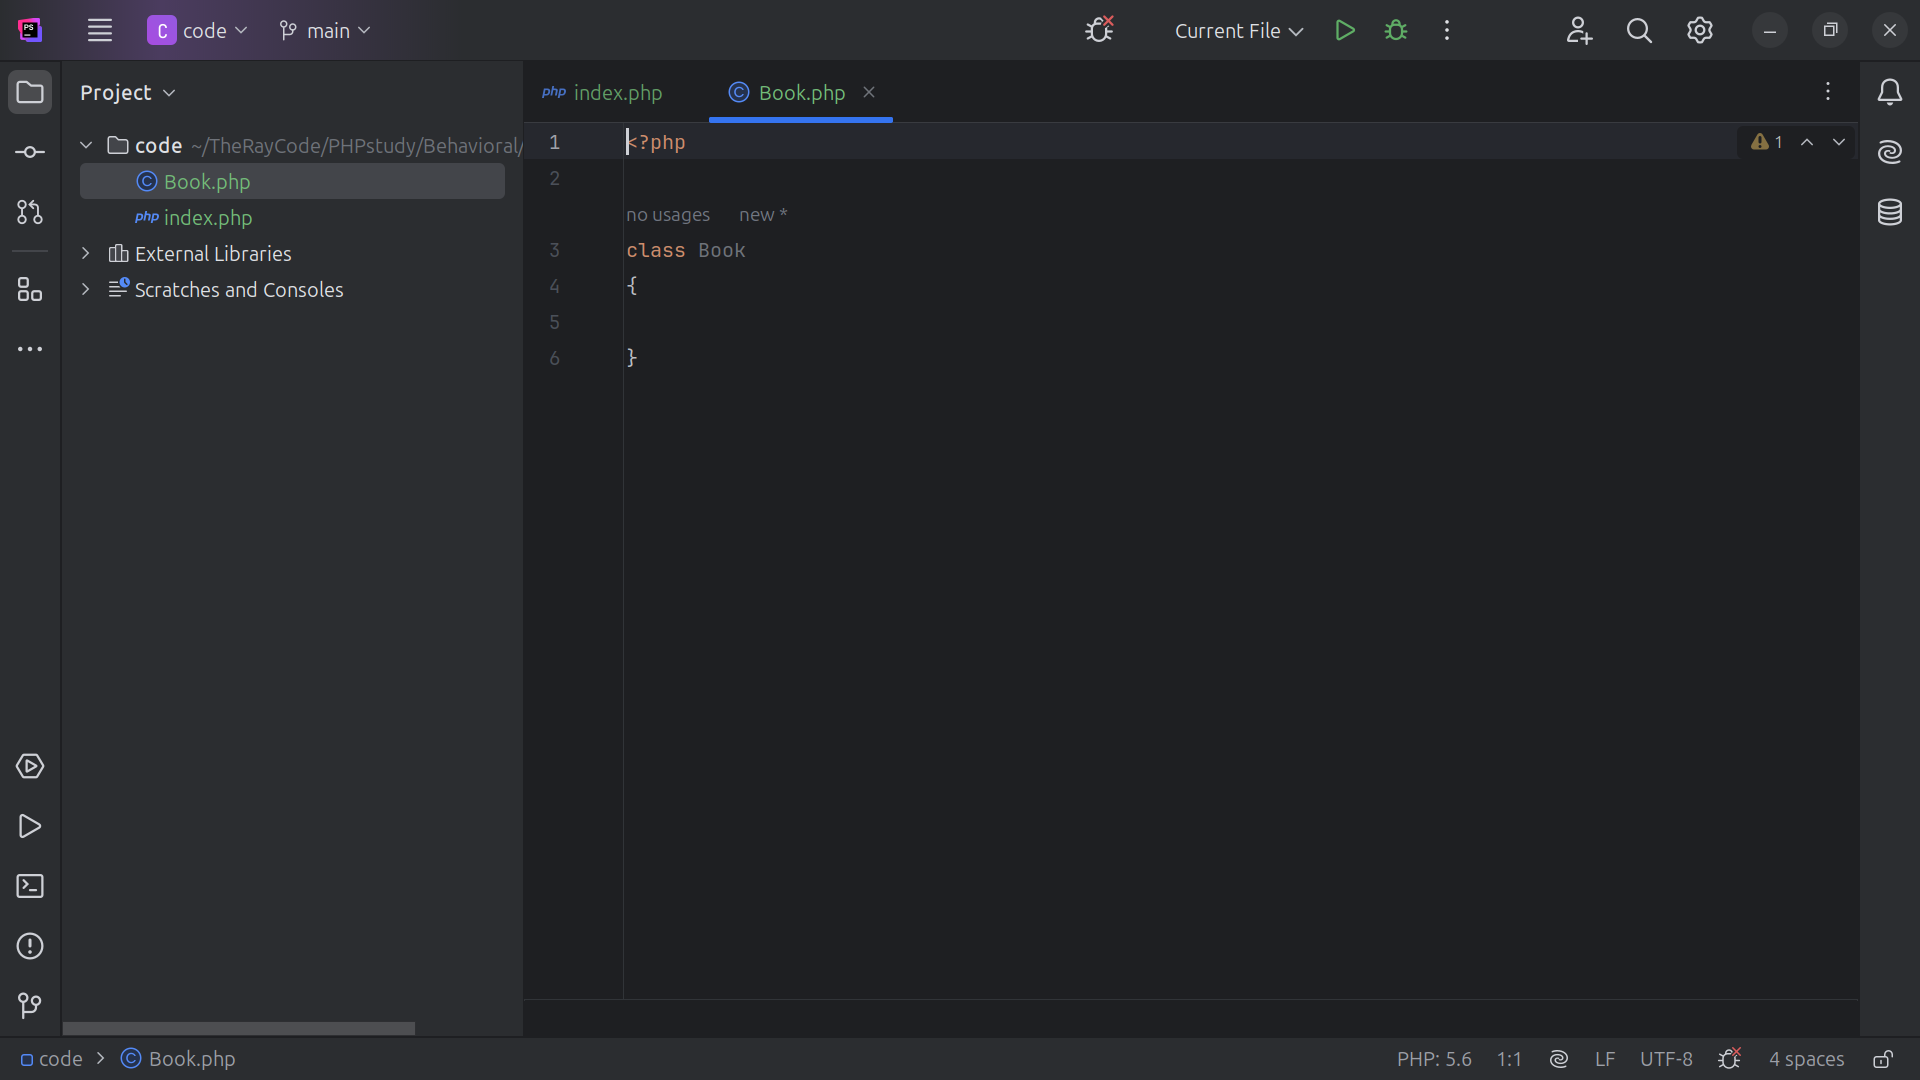 PS
C code main Current File
Project
php index.php
Book.php
code ~/TheRayCode/PHPstudy/Behavioral/
Book.php
php index.php
External Libraries
Scratches and Consoles
1 <?php
1
2
no usages new *
3 class Book
4 {
5
6 }
code > Book.php
PHP: 5.6 1:1 LF UTF-8 4 spaces